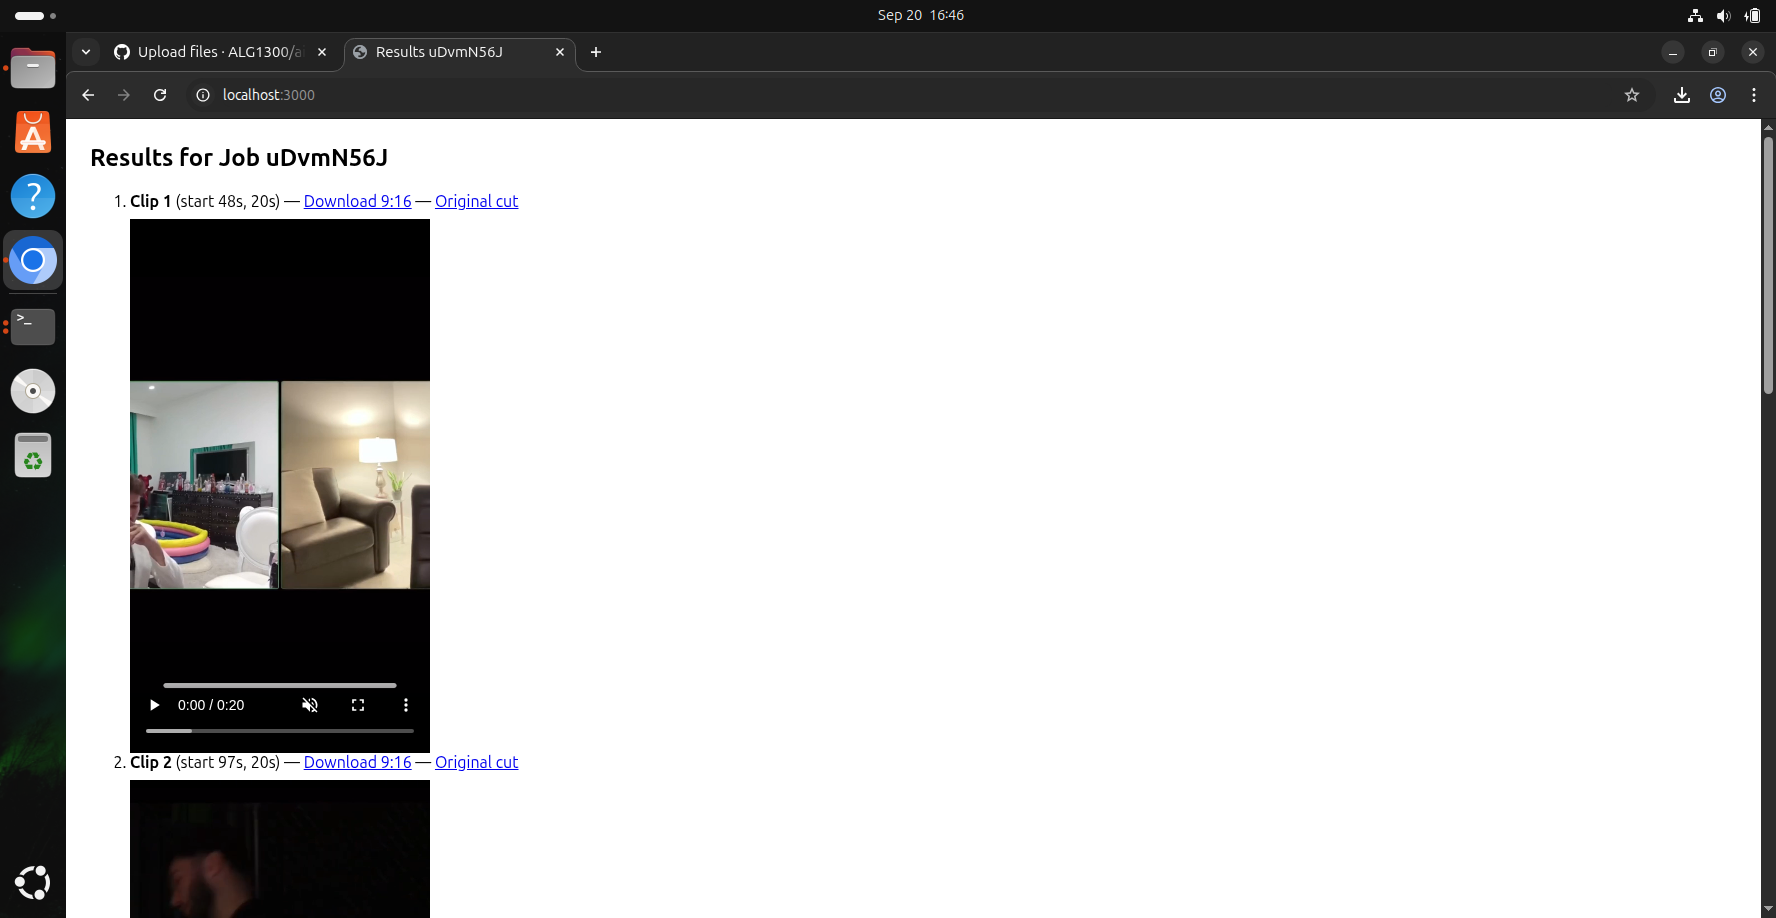 Sep 20 16:46
Upload files · ALG1300/a
Results uDvmN56J
localhost:3000
Results for Job uDvmN56J
1. Clip 1 (start 48s, 20s) — Download 9:16 — Original cut
0:00 / 0:20
2. Clip 2 (start 97s, 20s) — Download 9:16 — Original cut